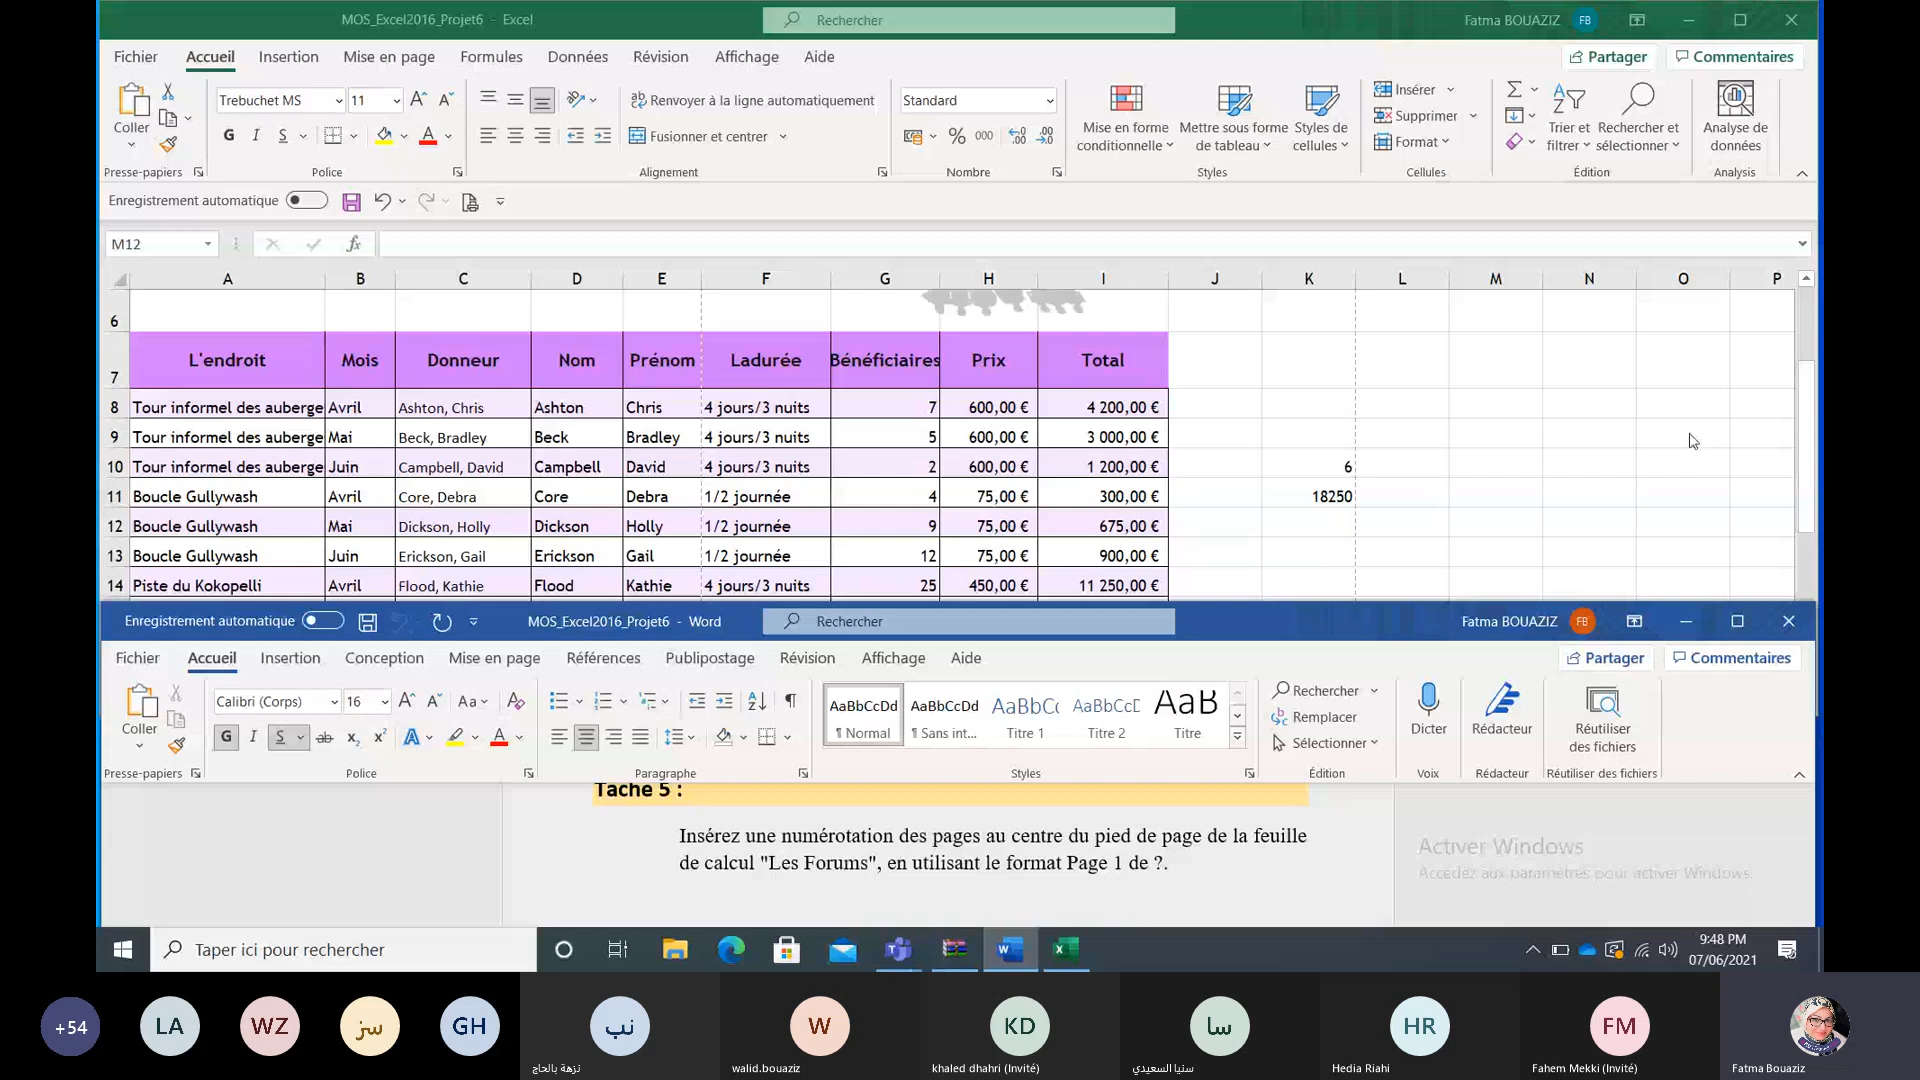 MOS_Excel2016_Projet6 - Excel
Rechercher
Fatma BOUAZIZ FB
Fichier Accueil Insertion Mise en page Formules Données Révision Affichage Aide
Partager Commentaires
Coller
Presse-papiers
Trebuchet MS 11
G I S
Police
Renvoyer à la ligne automatiquement
Fusionner et centrer
Alignement
Standard
% 000
Nombre
Mise en forme conditionnelle
Mettre sous forme de tableau
Styles de cellules
Styles
Insérer
Supprimer
Format
Cellules
Trier et filtrer
Rechercher et sélectionner
Édition
Analyse de données
Analysis
Enregistrement automatique
M12 fx
A B C D E F G H I J K L M N O P
6
7 L'endroit Mois Donneur Nom Prénom Ladurée Bénéficiaires Prix Total
8 Tour informel des auberge Avril Ashton, Chris Ashton Chris 4 jours/3 nuits 7 600,00 € 4 200,00 €
9 Tour informel des auberge Mai Beck, Bradley Beck Bradley 4 jours/3 nuits 5 600,00 € 3 000,00 €
10 Tour informel des auberge Juin Campbell, David Campbell David 4 jours/3 nuits 2 600,00 € 1 200,00 € 6
11 Boucle Gullywash Avril Core, Debra Core Debra 1/2 journée 4 75,00 € 300,00 € 18250
12 Boucle Gullywash Mai Dickson, Holly Dickson Holly 1/2 journée 9 75,00 € 675,00 €
13 Boucle Gullywash Juin Erickson, Gail Erickson Gail 1/2 journée 12 75,00 € 900,00 €
14 Piste du Kokopelli Avril Flood, Kathie Flood Kathie 4 jours/3 nuits 25 450,00 € 11 250,00 €
Enregistrement automatique
MOS_Excel2016_Projet6 - Word
Rechercher
Fatma BOUAZIZ FB
Fichier Accueil Insertion Conception Mise en page Références Publipostage Révision Affichage Aide
Partager Commentaires
Coller
Presse-papiers
Calibri (Corps) 16 Aa
G I S ab x₂ x² A A
Police
Paragraphe
AaBbCcDd AaBbCcDd AaBbCc AaBbCcD AaB
¶ Normal ¶ Sans int... Titre 1 Titre 2 Titre
Styles
Rechercher
Remplacer
Sélectionner
Édition
Dicter
Voix
Rédacteur
Rédacteur
Réutiliser des fichiers
Réutiliser des fichiers
Tache 5 :
Insérez une numérotation des pages au centre du pied de page de la feuille
de calcul "Les Forums", en utilisant le format Page 1 de ?.
Activer Windows
Accédez aux paramètres pour activer Windows.
Taper ici pour rechercher
9:48 PM
07/06/2021
+54 LA WZ سز GH نب W KD سا HR FM
نزهة بالحاج walid.bouaziz khaled dhahri (Invité) سنيا السعيدي Hedia Riahi Fahem Mekki (Invité) Fatma Bouaziz